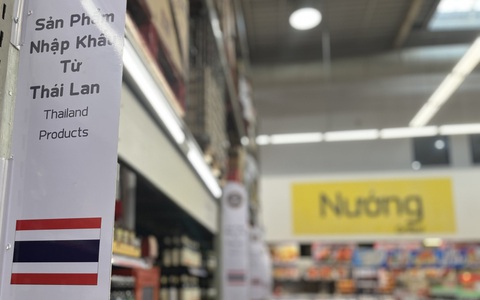 Sản Phẩm
Nhập Khẩu
Từ
Thái Lan
Thailand
Products
Nướng